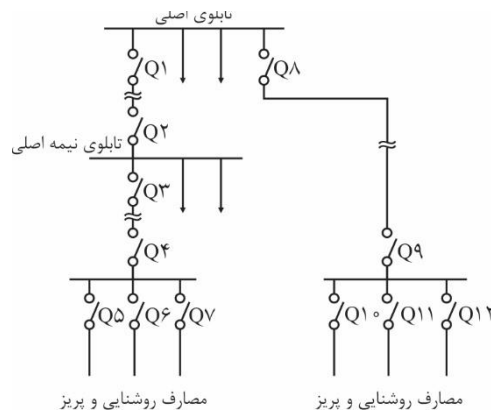 تابلوی اصلی
Q۱
Q۸
Q۲
تابلوی نیمه اصلی
Q۳
Q۴
Q۹
Q۵ Q۶ Q۷
Q۱۰ Q۱۱ Q۱۲
مصارف روشنایی و پریز
مصارف روشنایی و پریز